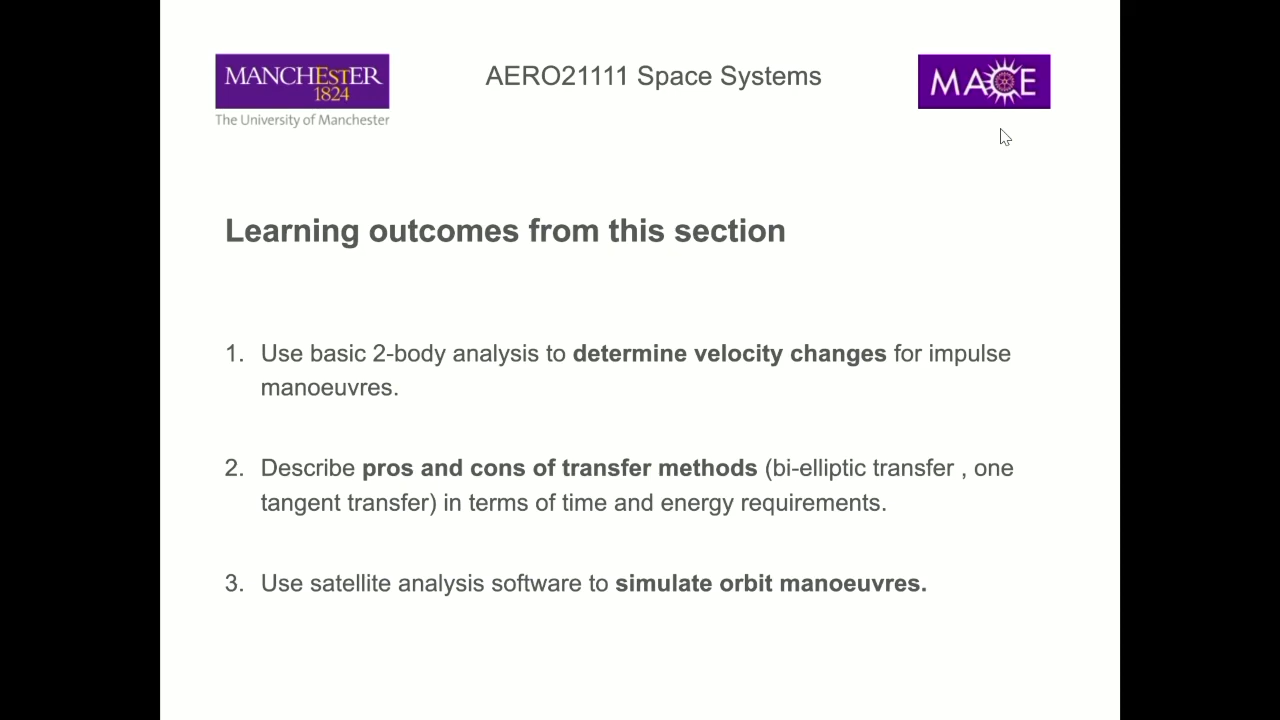 MANCHESTER
1824
The University of Manchester
AERO21111 Space Systems
MACE
Learning outcomes from this section
1. Use basic 2-body analysis to determine velocity changes for impulse
manoeuvres.
2. Describe pros and cons of transfer methods (bi-elliptic transfer , one
tangent transfer) in terms of time and energy requirements.
3. Use satellite analysis software to simulate orbit manoeuvres.